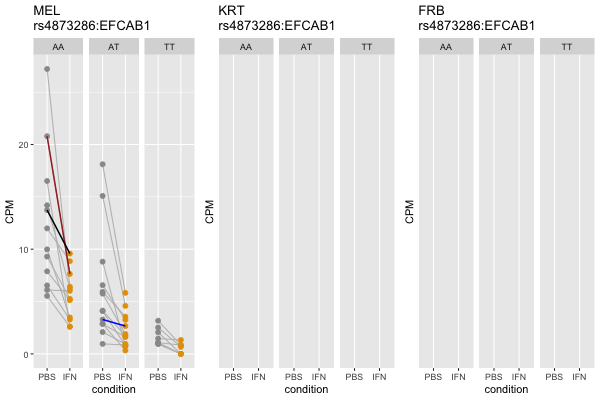 MEL
rs4873286:EFCAB1
AA AT TT
CPM
20
10
0
PBS IFN PBS IFN PBS IFN
condition
KRT
rs4873286:EFCAB1
AA AT TT
CPM
PBS IFN PBS IFN PBS IFN
condition
FRB
rs4873286:EFCAB1
AA AT TT
CPM
PBS IFN PBS IFN PBS IFN
condition